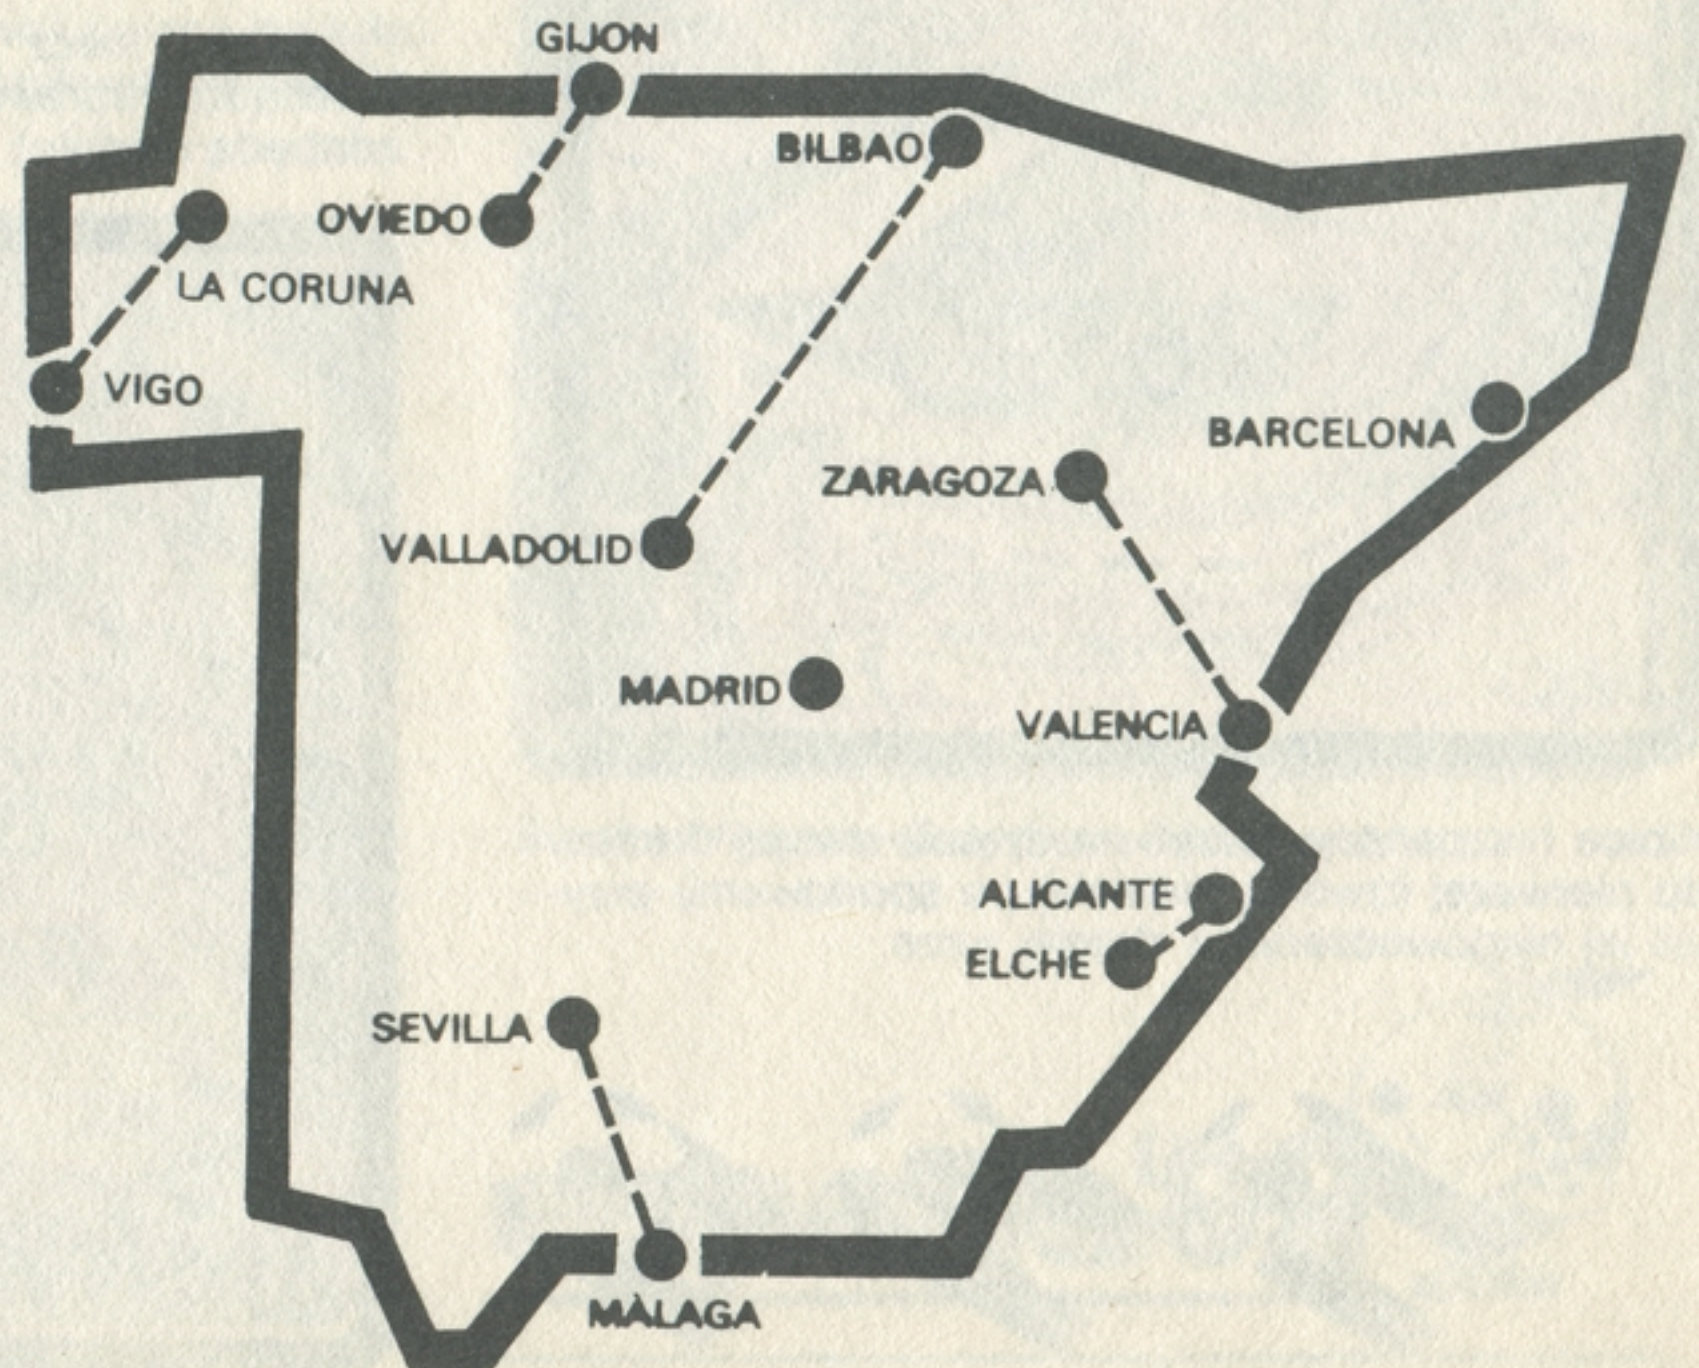 GIJON
BILBAO
OVIEDO
LA CORUNA
VIGO
BARCELONA
ZARAGOZA
VALLADOLID
MADRID
VALENCIA
ALICANTE
ELCHE
SEVILLA
MÀLAGA